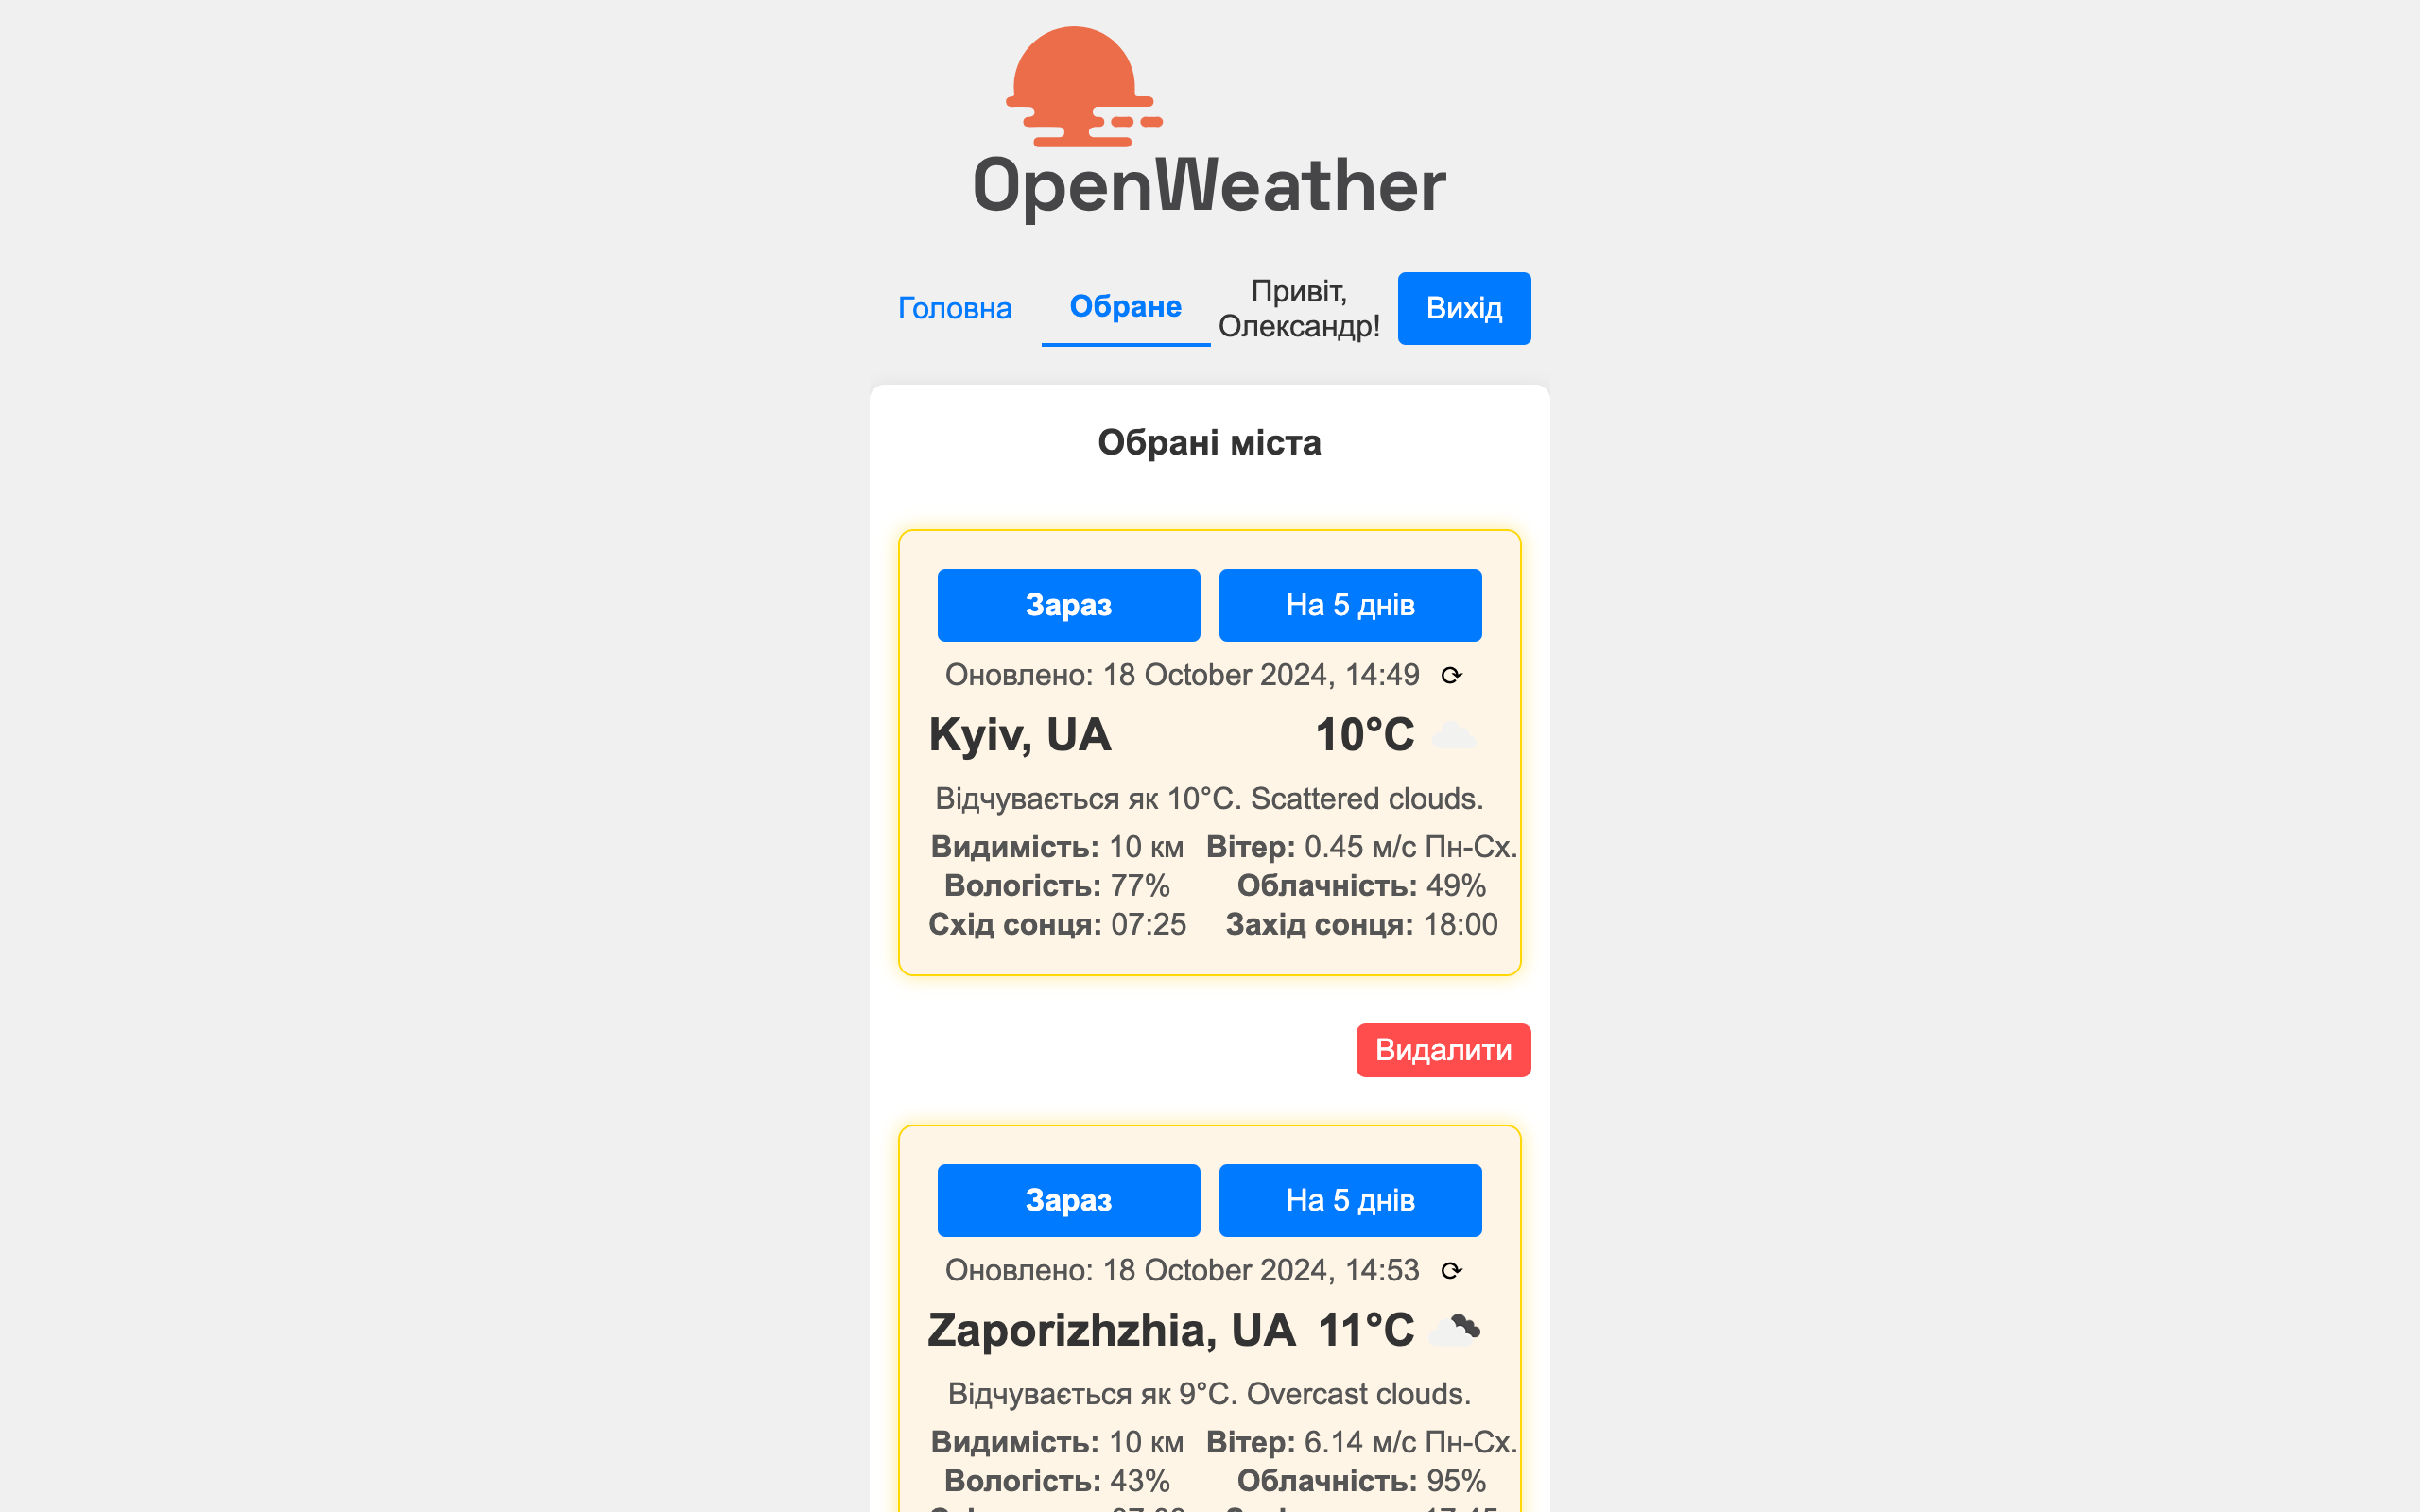 OpenWeather
Головна
Обране
Привіт,
Олександр!
Вихід
Обрані міста
Зараз
На 5 днів
Оновлено: 18 October 2024, 14:49 ⟳
Kyiv, UA 10°C
Відчувається як 10°C. Scattered clouds.
Видимість: 10 км Вітер: 0.45 м/с Пн-Сх.
Вологість: 77% Облачність: 49%
Схід сонця: 07:25 Захід сонця: 18:00
Видалити
Зараз
На 5 днів
Оновлено: 18 October 2024, 14:53 ⟳
Zaporizhzhia, UA 11°C
Відчувається як 9°C. Overcast clouds.
Видимість: 10 км Вітер: 6.14 м/с Пн-Сх.
Вологість: 43% Облачність: 95%